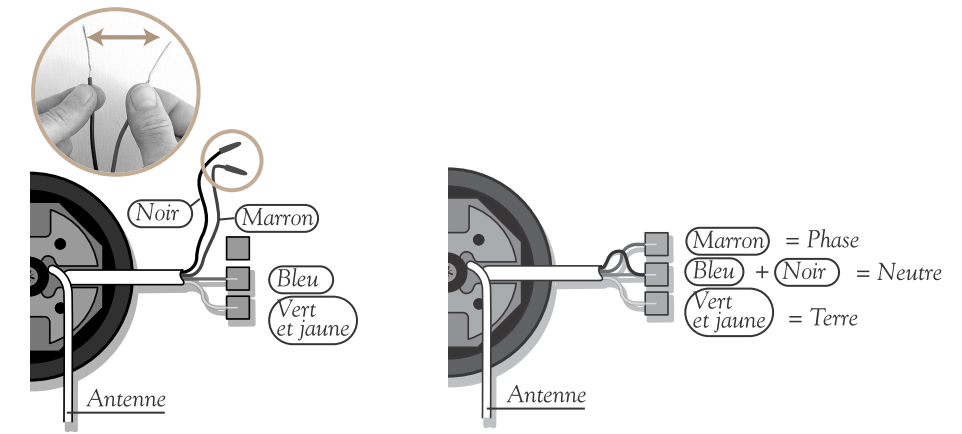 Noir
Marron
Bleu
Vert
et jaune
Antenne
Marron = Phase
Bleu + Noir = Neutre
Vert
et jaune = Terre
Antenne